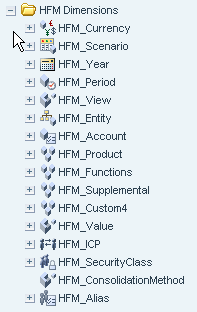 HFM Dimensions
HFM_Currency
HFM_Scenario
HFM_Year
HFM_Period
HFM_View
HFM_Entity
HFM_Account
HFM_Product
HFM_Functions
HFM_Supplemental
HFM_Custom4
HFM_Value
HFM_ICP
HFM_SecurityClass
HFM_ConsolidationMethod
HFM_Alias